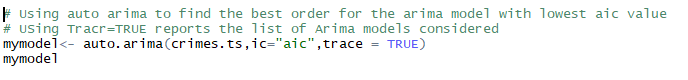 # Using auto arima to find the best order for the arima model with lowest aic value
# Using Tracr=TRUE reports the list of Arima models considered
mymodel<- auto.arima(crimes.ts,ic="aic",trace = TRUE)
mymodel